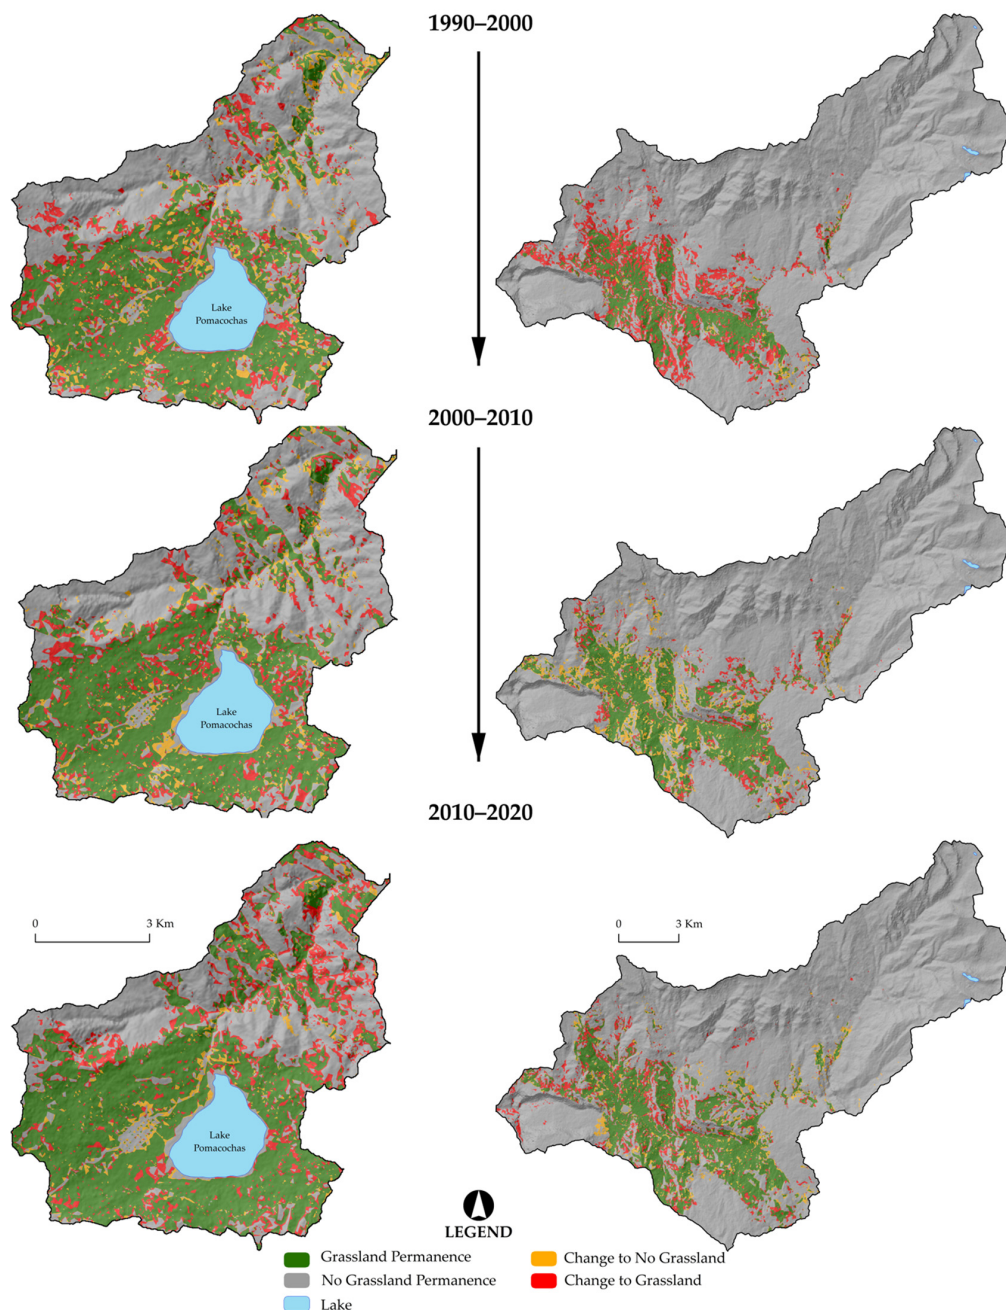 1990–2000
Lake
Pomacochas
2000–2010
Lake
Pomacochas
2010–2020
0 3 Km
0 3 Km
Lake
Pomacochas
LEGEND
Grassland Permanence
No Grassland Permanence
Lake
Change to No Grassland
Change to Grassland